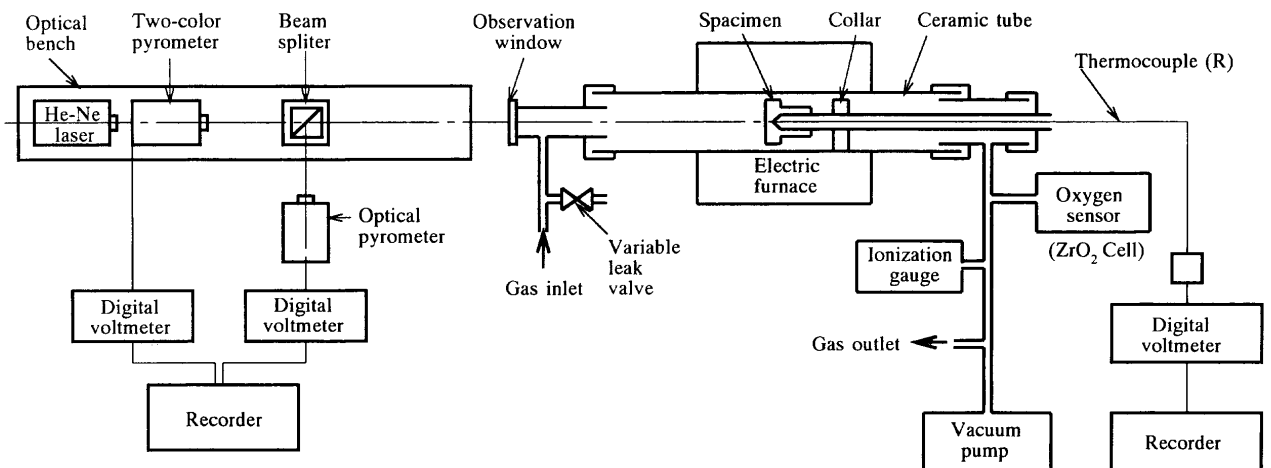 Optical
bench
Two-color
pyrometer
Beam
spliter
Observation
window
Spacimen
Collar
Ceramic tube
Thermocouple (R)
He-Ne
laser
Electric
furnace
Optical
pyrometer
Variable
leak
valve
Gas inlet
Oxygen
sensor
(ZrO₂ Cell)
Ionization
gauge
Digital
voltmeter
Digital
voltmeter
Gas outlet
Digital
voltmeter
Recorder
Vacuum
pump
Recorder